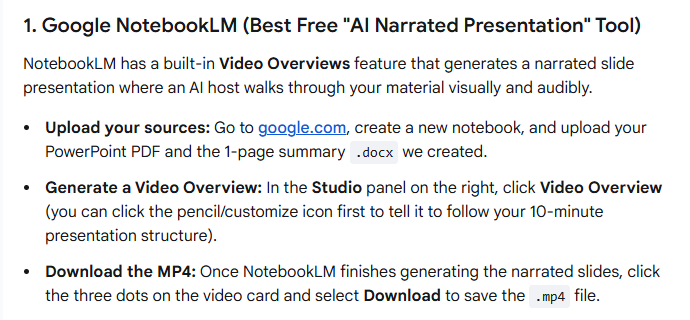 1. Google NotebookLM (Best Free "AI Narrated Presentation" Tool)
NotebookLM has a built-in Video Overviews feature that generates a narrated slide
presentation where an AI host walks through your material visually and audibly.
• Upload your sources: Go to google.com, create a new notebook, and upload your
PowerPoint PDF and the 1-page summary .docx we created.
• Generate a Video Overview: In the Studio panel on the right, click Video Overview
(you can click the pencil/customize icon first to tell it to follow your 10-minute
presentation structure).
• Download the MP4: Once NotebookLM finishes generating the narrated slides, click
the three dots on the video card and select Download to save the .mp4 file.